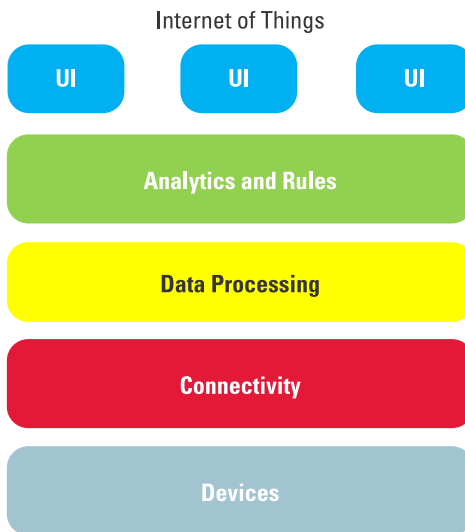 Internet of Things
UI UI UI
Analytics and Rules
Data Processing
Connectivity
Devices